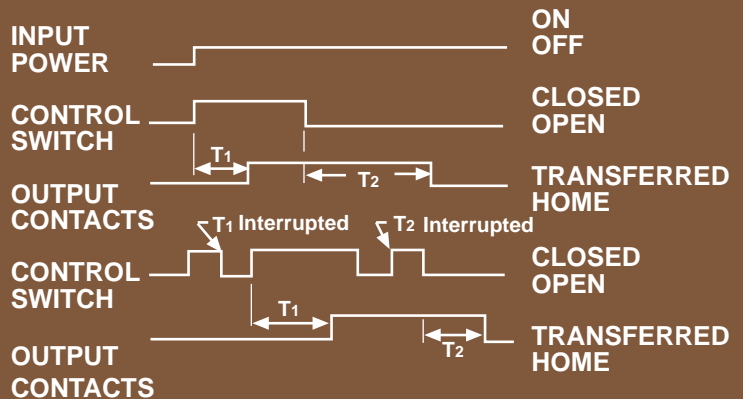 INPUT
POWER
ON
OFF
CONTROL
SWITCH
CLOSED
OPEN
T1
T2
OUTPUT
CONTACTS
TRANSFERRED
HOME
T1 Interrupted
T2 Interrupted
CONTROL
SWITCH
CLOSED
OPEN
T1
T2
OUTPUT
CONTACTS
TRANSFERRED
HOME